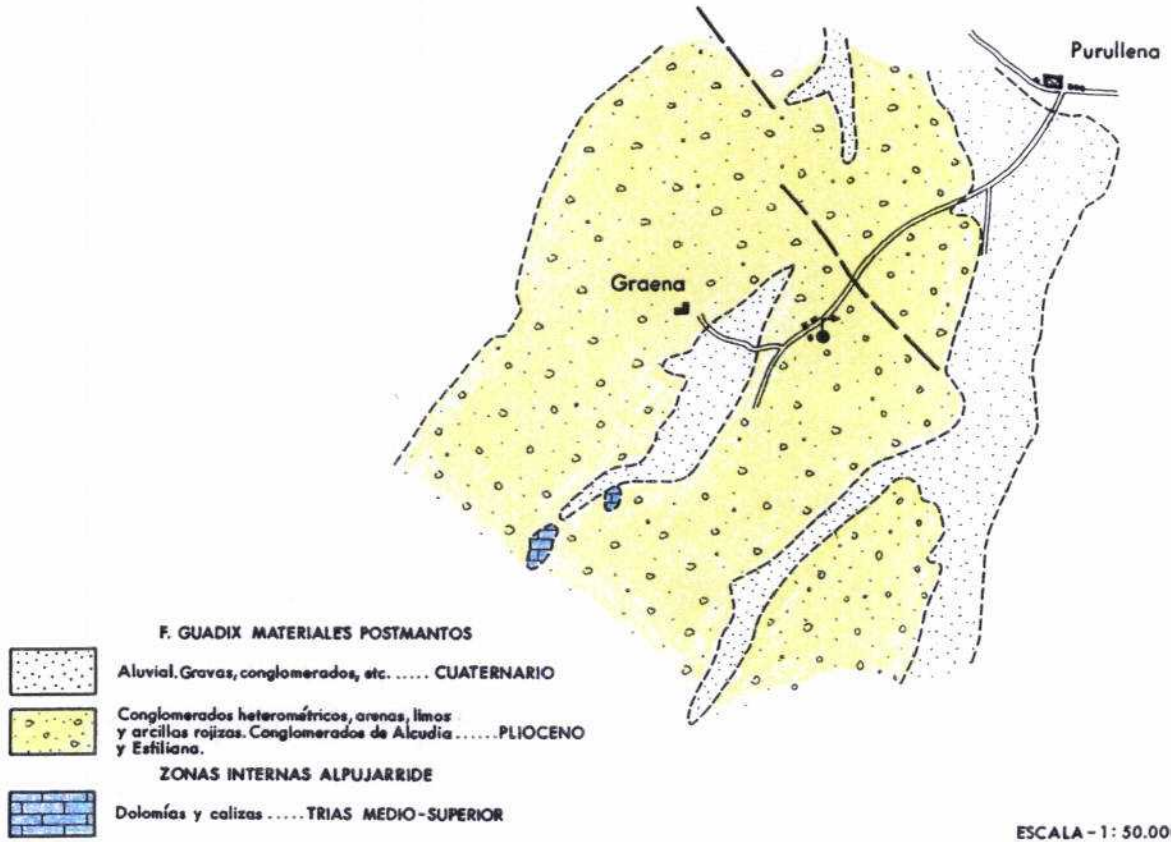 Purullena
Graena
F. GUADIX MATERIALES POSTMANTOS
Aluvial. Gravas, conglomerados, etc...... CUATERNARIO
Conglomerados heterométricos, arenas, limos
y arcillas rojizas. Conglomerados de Alcudia ......PLIOCENO
y Esfiliana.
ZONAS INTERNAS ALPUJARRIDE
Dolomías y calizas ..... TRIAS MEDIO-SUPERIOR
ESCALA-1: 50.00